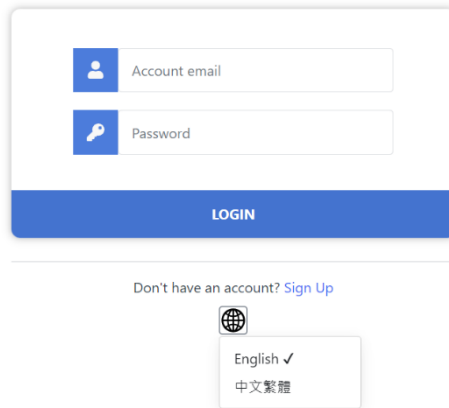 Account email
Password
LOGIN
Don't have an account? Sign Up
English ✓
中文繁體